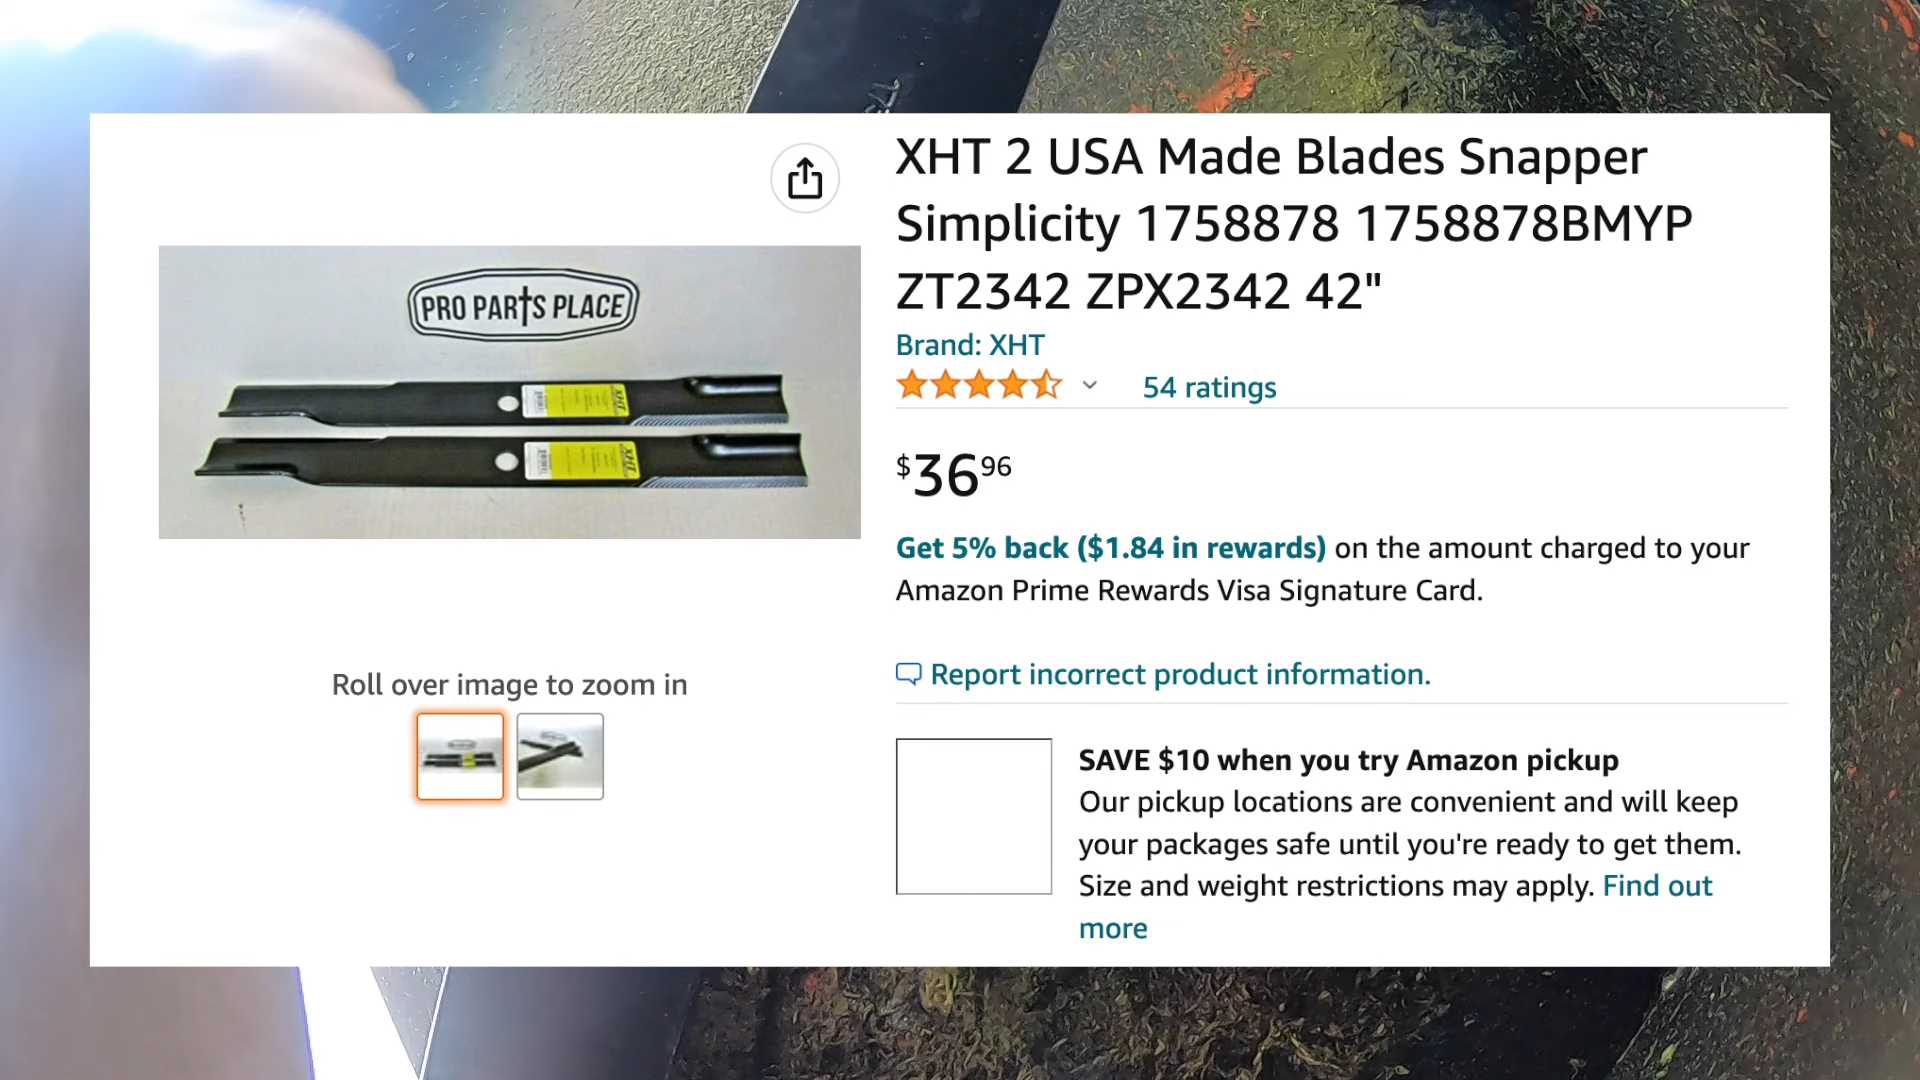 XHT 2 USA Made Blades Snapper
Simplicity 1758878 1758878BMYP
ZT2342 ZPX2342 42"
Brand: XHT
54 ratings
$36 96
Get 5% back ($1.84 in rewards) on the amount charged to your
Amazon Prime Rewards Visa Signature Card.
Report incorrect product information.
SAVE $10 when you try Amazon pickup
Our pickup locations are convenient and will keep
your packages safe until you're ready to get them.
Size and weight restrictions may apply. Find out
more
PRO PARTS PLACE
XHT
XHT
Roll over image to zoom in